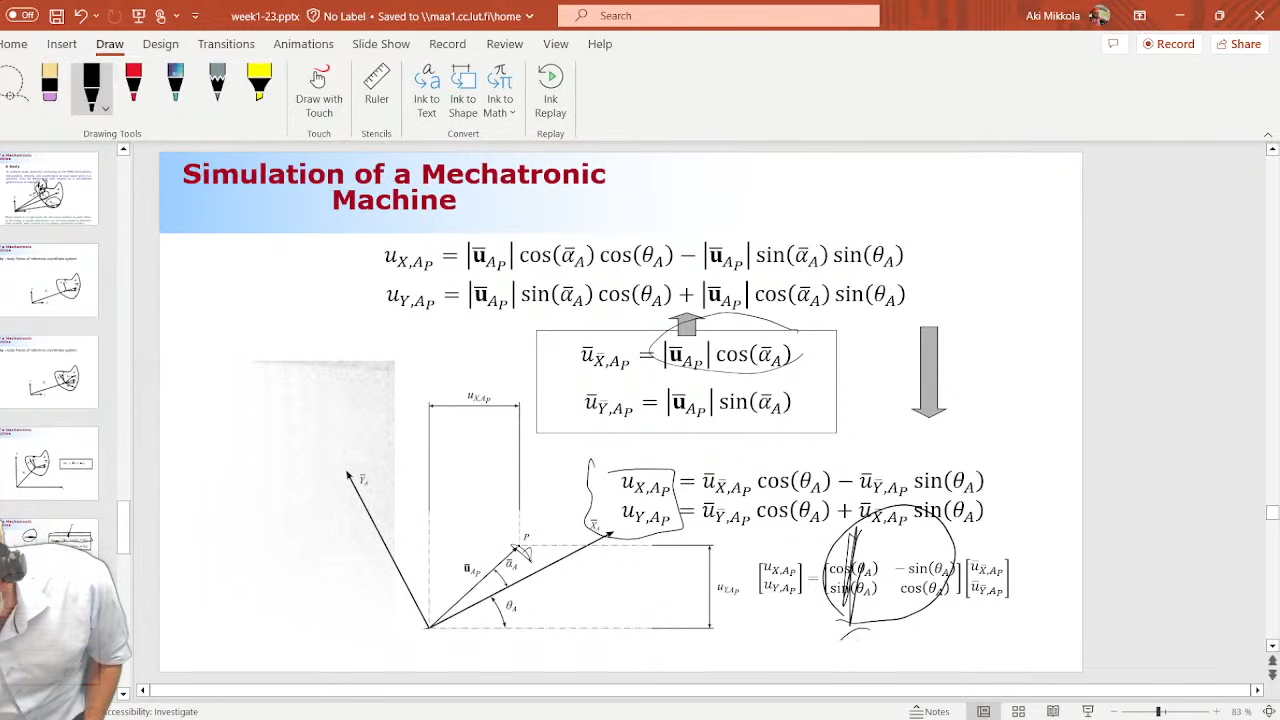 Off
week1-23.pptx
No Label • Saved to \\maa1.cc.lut.fi\home
Search
Aki Mikkola
Home Insert Draw Design Transitions Animations Slide Show Record Review View Help
Record
Share
Draw with Touch
Ruler
Ink to Text
Ink to Shape
Ink to Math
Ink Replay
Drawing Tools Touch Stencils Convert Replay
Simulation of a Mechatronic
Machine
u_{X,A_P} = |ū_{A_P}| cos(ᾱ_A) cos(θ_A) − |ū_{A_P}| sin(ᾱ_A) sin(θ_A)
u_{Y,A_P} = |ū_{A_P}| sin(ᾱ_A) cos(θ_A) + |ū_{A_P}| cos(ᾱ_A) sin(θ_A)
ū_{X̄,A_P} = |ū_{A_P}| cos(ᾱ_A)
ū_{Ȳ,A_P} = |ū_{A_P}| sin(ᾱ_A)
u_{X,A_P}
Ȳ_A
u_{X,A_P} = ū_{X̄,A_P} cos(θ_A) − ū_{Ȳ,A_P} sin(θ_A)
u_{Y,A_P} = ū_{Ȳ,A_P} cos(θ_A) + ū_{X̄,A_P} sin(θ_A)
X̄_A
P
ū_{A_P}
ᾱ_A
θ_A
u_{Y,A_P}
[u_{X,A_P} = [cos(θ_A) − sin(θ_A)] [ū_{X̄,A_P}]
u_{Y,A_P}] [sin(θ_A) cos(θ_A)] [ū_{Ȳ,A_P}]
ccessibility: Investigate
Notes
83 %